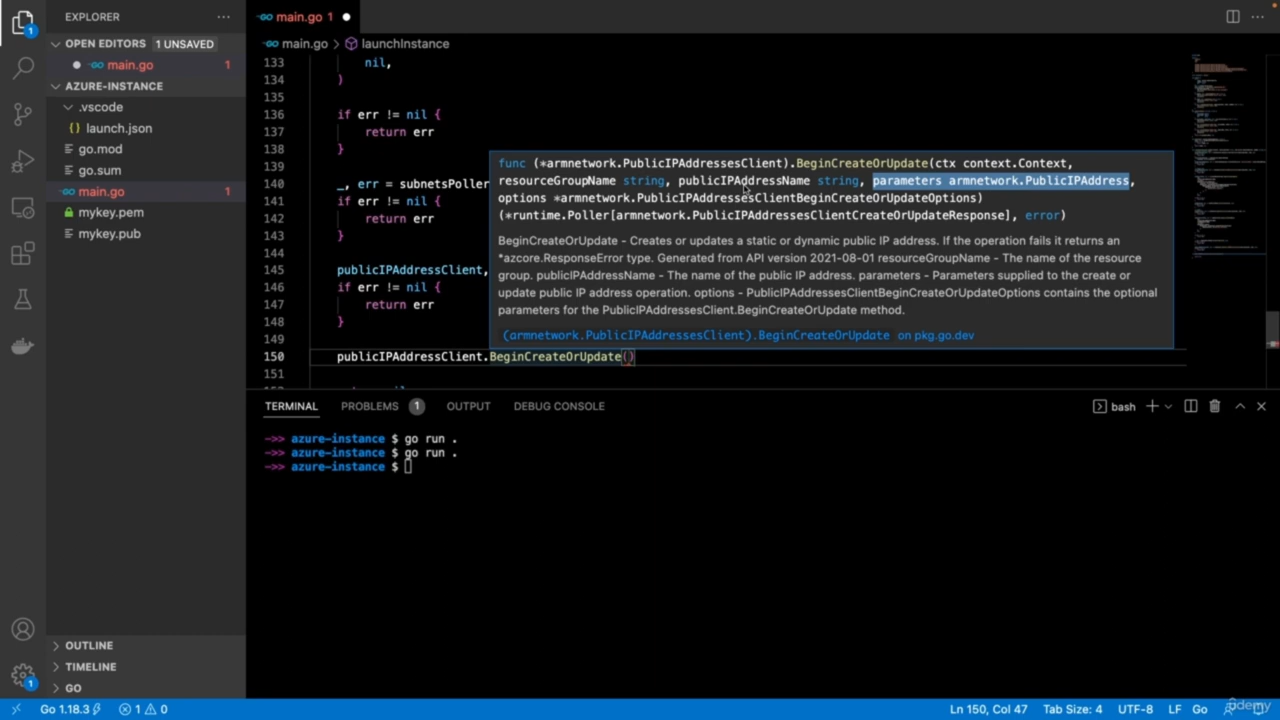 EXPLORER
main.go 1
OPEN EDITORS 1 UNSAVED
main.go 1
AZURE-INSTANCE
.vscode
{} launch.json
go.mod
go.sum
main.go 1
mykey.pem
mykey.pub
OUTLINE
TIMELINE
GO
1
1
main.go > launchInstance
133 nil,
134 )
135
136 if err != nil {
137 return err
138 }
139
140 _, err = subnetsPoller
141 if err != nil {
142 return err
143 }
144
145 publicIPAddressClient,
146 if err != nil {
147 return err
148 }
149
150 publicIPAddressClient.BeginCreateOrUpdate()
151
func (*armnetwork.PublicIPAddressesClient).BeginCreateOrUpdate(ctx context.Context,
rceGroupName string, publicIPAddressName string, parameters armnetwork.PublicIPAddress,
options *armnetwork.PublicIPAddressesClientBeginCreateOrUpdateOptions)
(*runtime.Poller[armnetwork.PublicIPAddressesClientCreateOrUpdateResponse], error)
BeginCreateOrUpdate - Creates or updates a static or dynamic public IP address. If the operation fails it returns an
*azcore.ResponseError type. Generated from API version 2021-08-01 resourceGroupName - The name of the resource
group. publicIPAddressName - The name of the public IP address. parameters - Parameters supplied to the create or
update public IP address operation. options - PublicIPAddressesClientBeginCreateOrUpdateOptions contains the optional
parameters for the PublicIPAddressesClient.BeginCreateOrUpdate method.
(armnetwork.PublicIPAddressesClient).BeginCreateOrUpdate on pkg.go.dev
TERMINAL PROBLEMS 1 OUTPUT DEBUG CONSOLE bash
->> azure-instance $ go run .
->> azure-instance $ go run .
->> azure-instance $
Go 1.18.3 1 0 Ln 150, Col 47 Tab Size: 4 UTF-8 LF Go
udemy